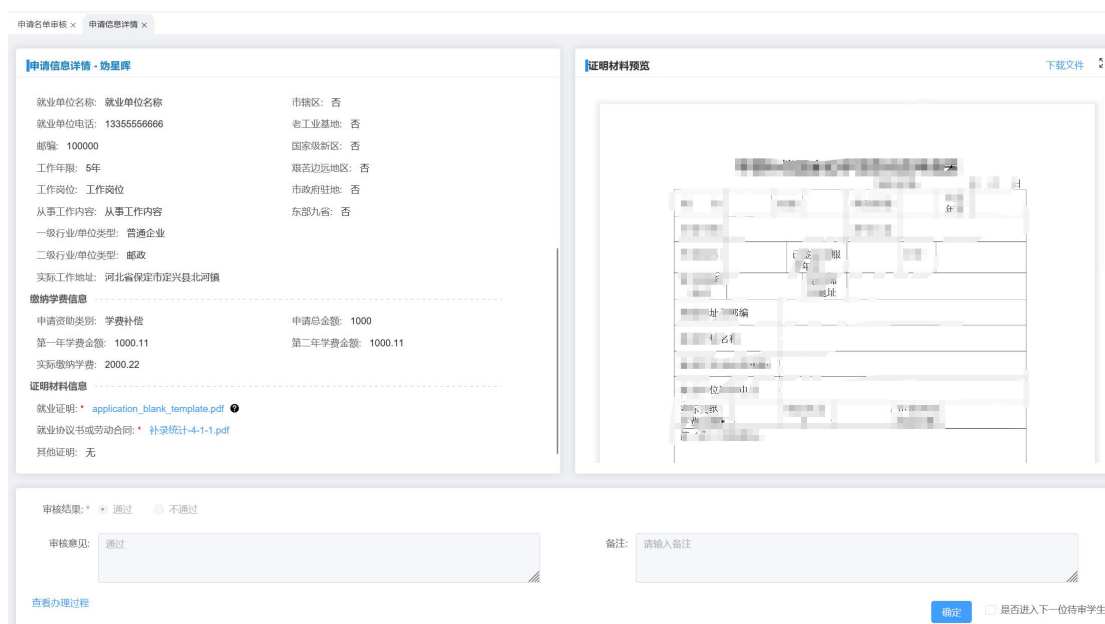 申请名单审核 ×
申请信息详情 ×
申请信息详情 - 妫星晖
就业单位名称: 就业单位名称
市辖区: 否
就业单位电话: 13355556666
老工业基地: 否
邮编: 100000
国家级新区: 否
工作年限: 5年
艰苦边远地区: 否
工作岗位: 工作岗位
市政府驻地: 否
从事工作内容: 从事工作内容
东部九省: 否
一级行业/单位类型: 普通企业
二级行业/单位类型: 邮政
实际工作地址: 河北省保定市定兴县北河镇
缴纳学费信息
申请资助类别: 学费补偿
申请总金额: 1000
第一年学费金额: 1000.11
第二年学费金额: 1000.11
实际缴纳学费: 2000.22
证明材料信息
就业证明: * application_blank_template.pdf
就业协议书或劳动合同: * 补录统计-4-1-1.pdf
其他证明: 无
证明材料预览
下载文件
审核结果: * 通过 不通过
审核意见: 通过
备注: 请输入备注
查看办理过程
确定
是否进入下一位待审学生